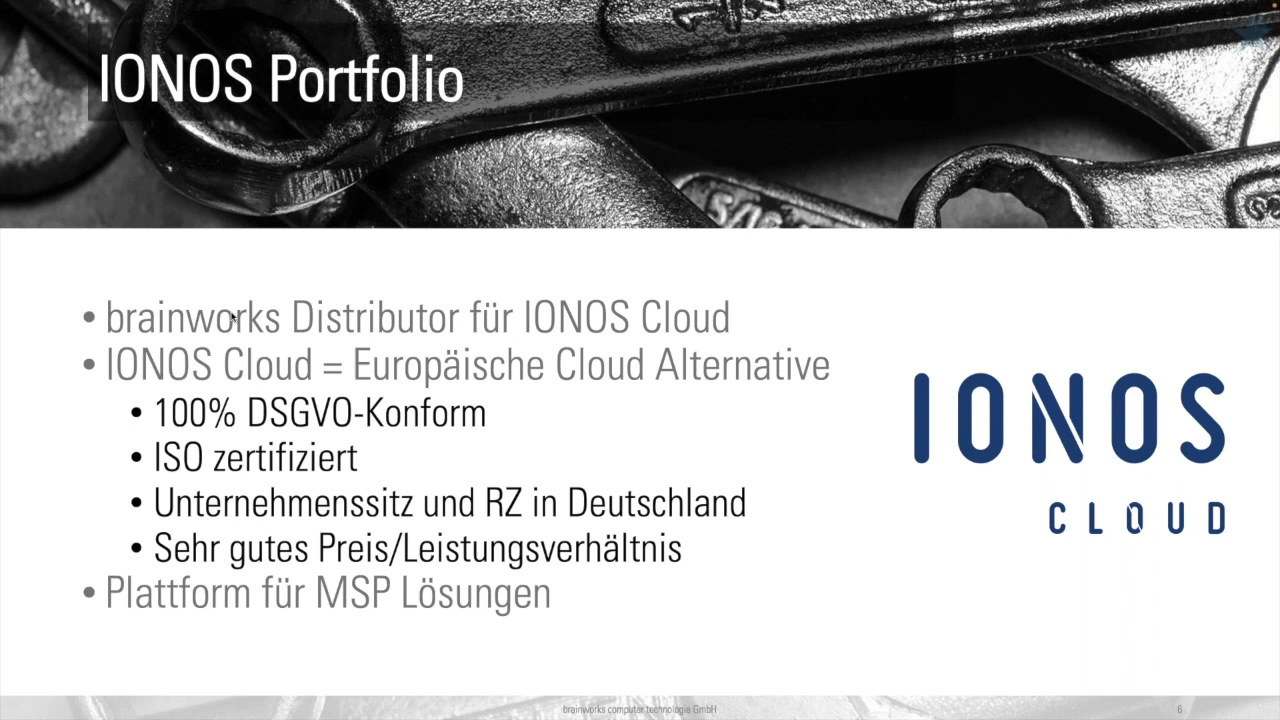 IONOS Portfolio
• brainworks Distributor für IONOS Cloud
• IONOS Cloud = Europäische Cloud Alternative
• 100% DSGVO-Konform
• ISO zertifiziert
• Unternehmenssitz und RZ in Deutschland
• Sehr gutes Preis/Leistungsverhältnis
• Plattform für MSP Lösungen
IONOS
CLOUD
brainworks computer technologie GmbH
6